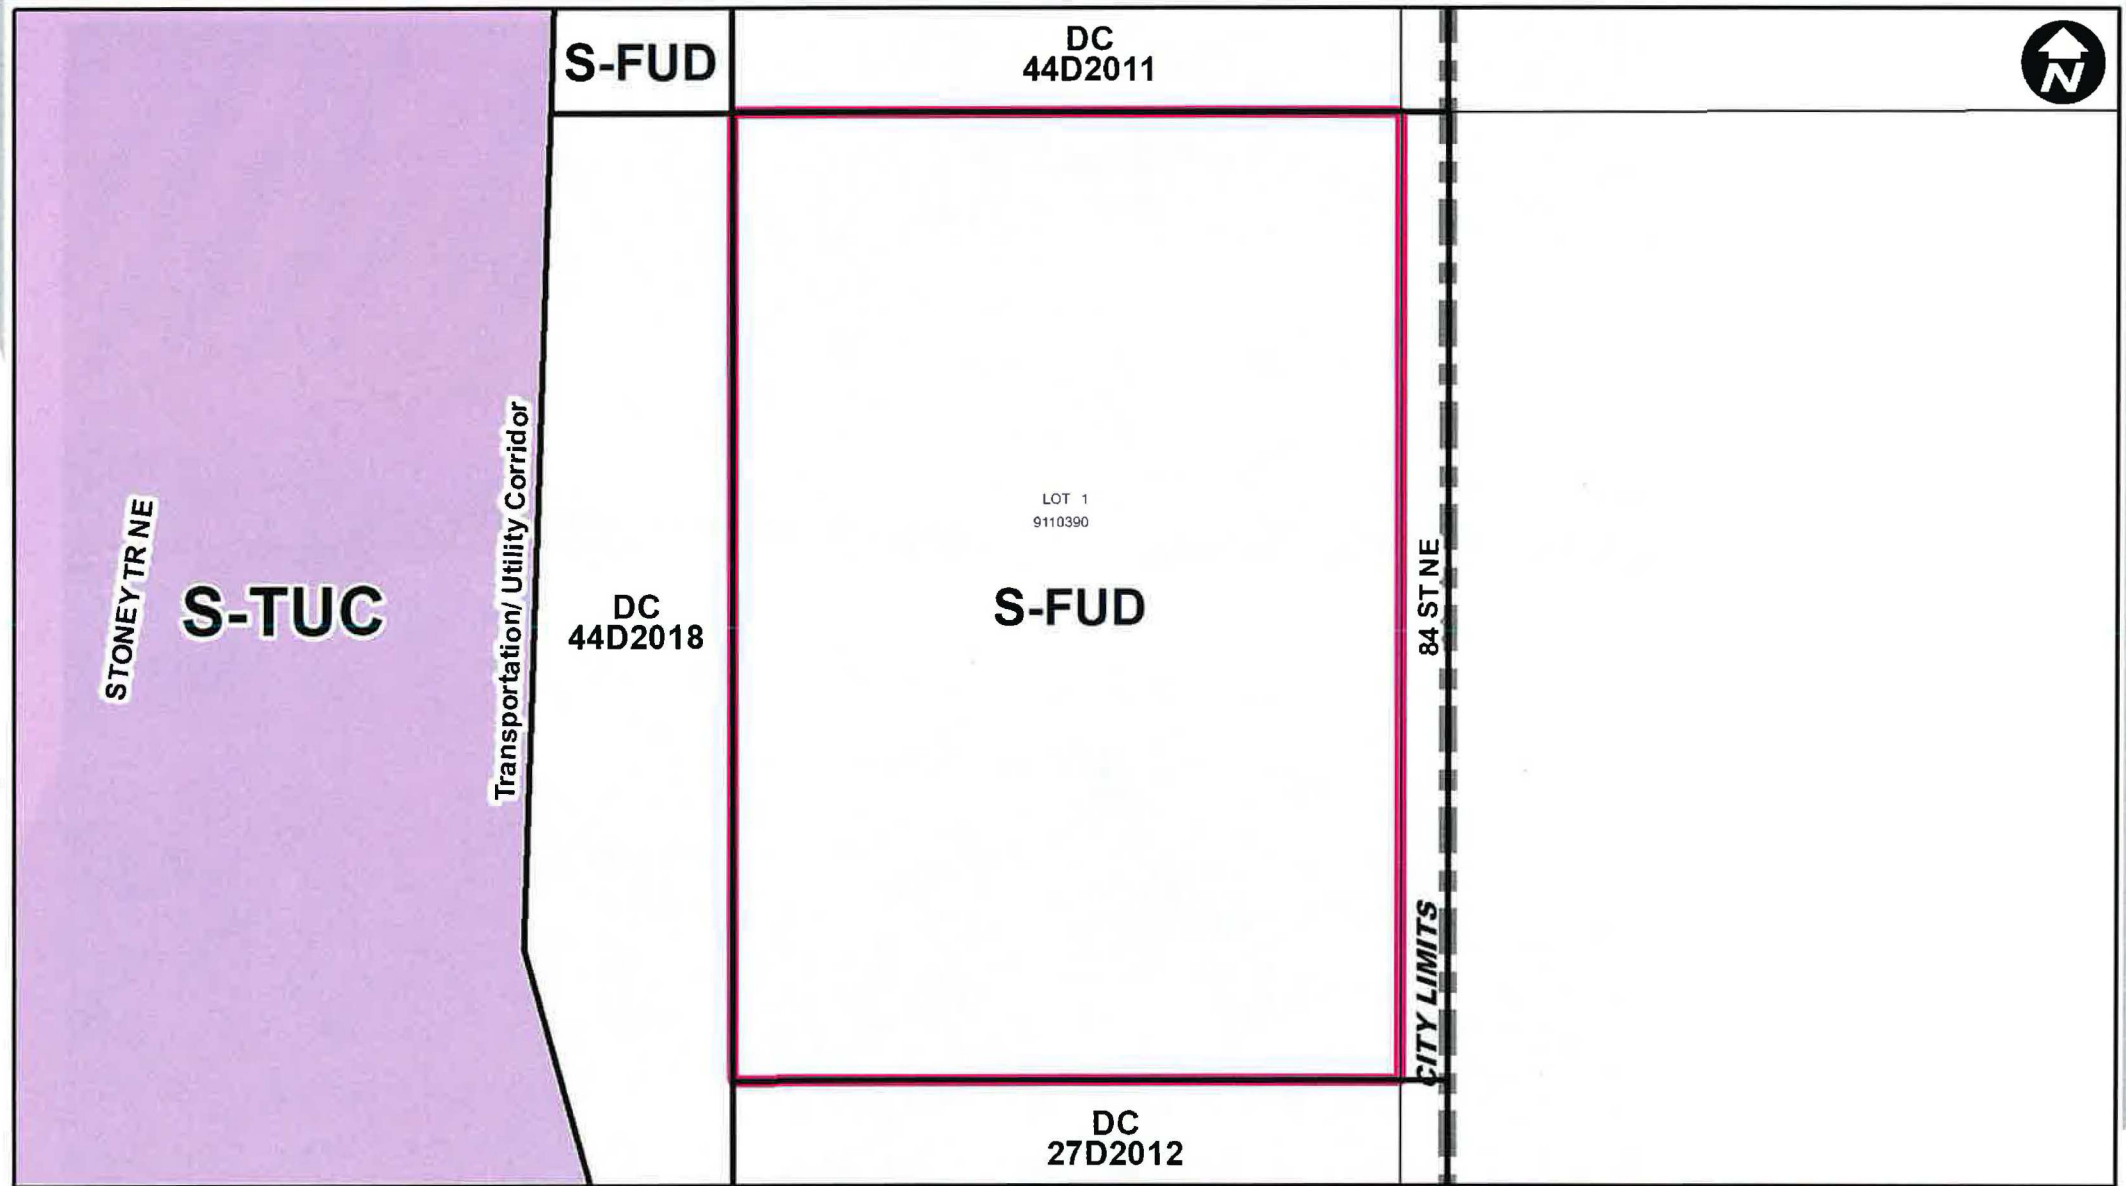 S-FUD
DC
44D2011
N
LOT 1
9110390
STONEY TR NE
S-TUC
Transportation/ Utility Corridor
DC
44D2018
S-FUD
84 ST NE
CITY LIMITS
DC
27D2012